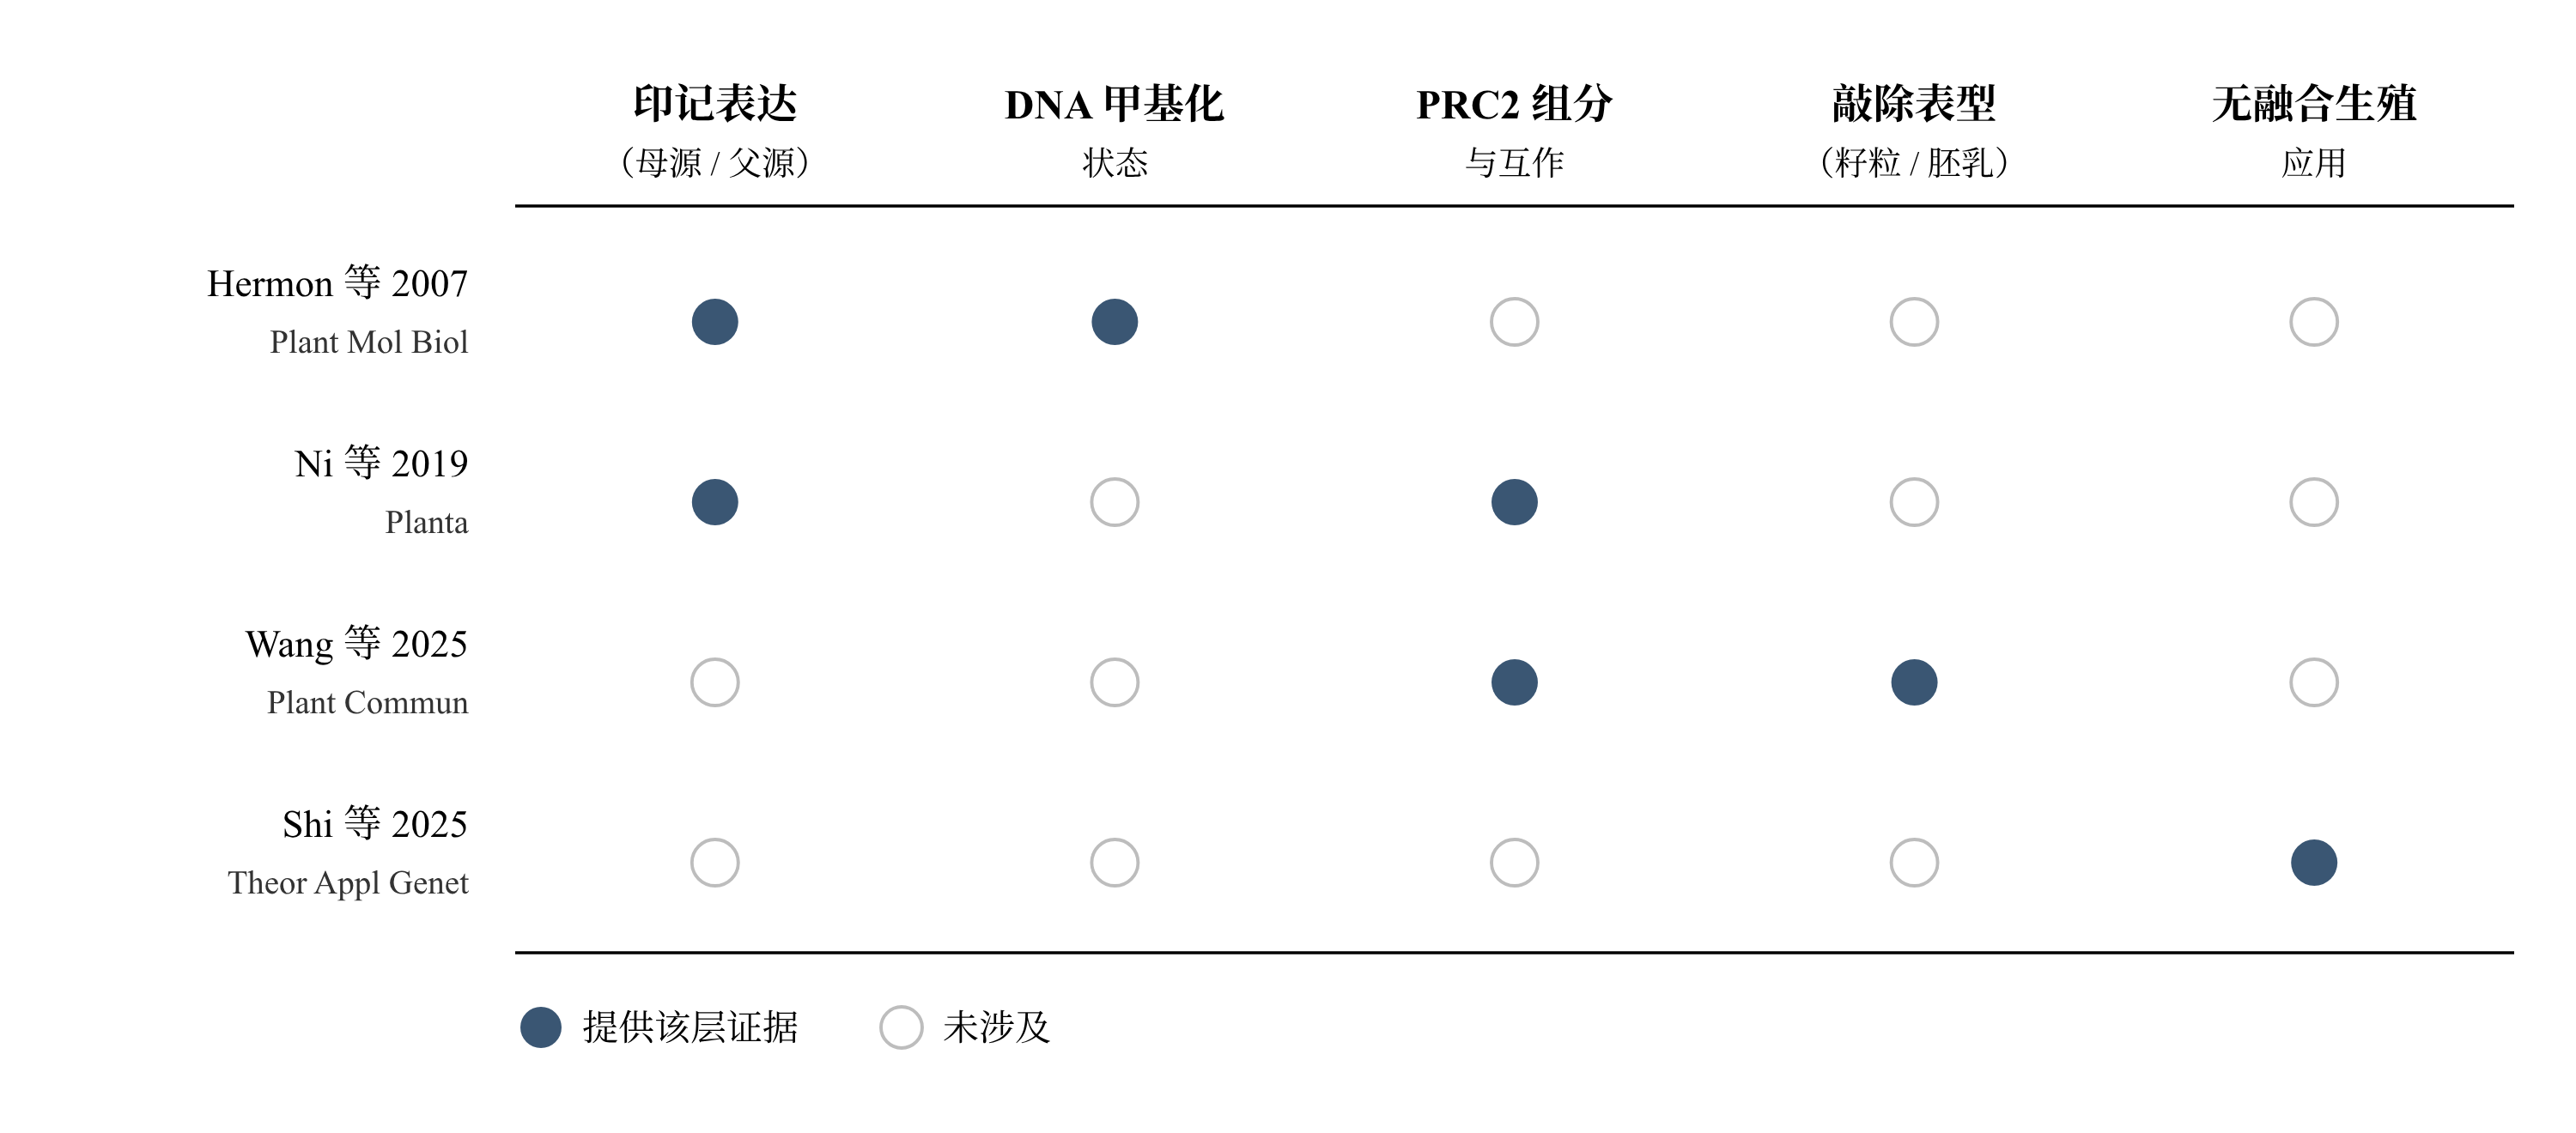 印记表达
DNA 甲基化
PRC2 组分
敲除表型
无融合生殖
（母源 / 父源）
状态
与互作
（籽粒 / 胚乳）
应用
Hermon 等 2007
Plant Mol Biol
Ni 等 2019
Planta
Wang 等 2025
Plant Commun
Shi 等 2025
Theor Appl Genet
提供该层证据
未涉及